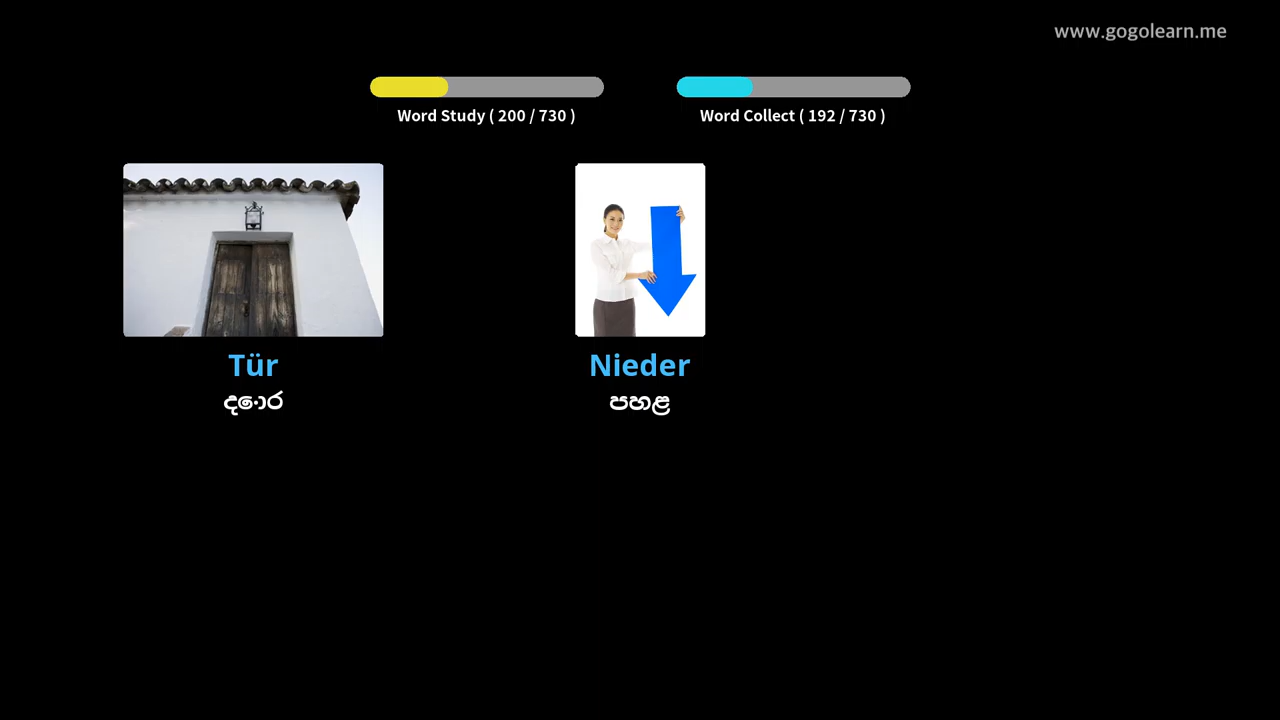 www.gogolearn.me
Word Study ( 200 / 730 )
Word Collect ( 192 / 730 )
Tür
Nieder
දොර
පහළ